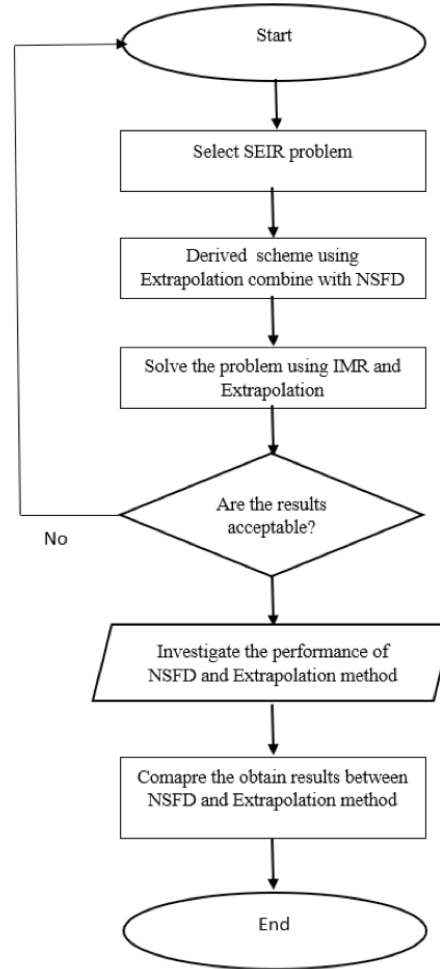 Start
Select SEIR problem
Derived scheme using
Extrapolation combine with NSFD
Solve the problem using IMR and
Extrapolation
Are the results
acceptable?
No
Investigate the performance of
NSFD and Extrapolation method
Comapre the obtain results between
NSFD and Extrapolation method
End